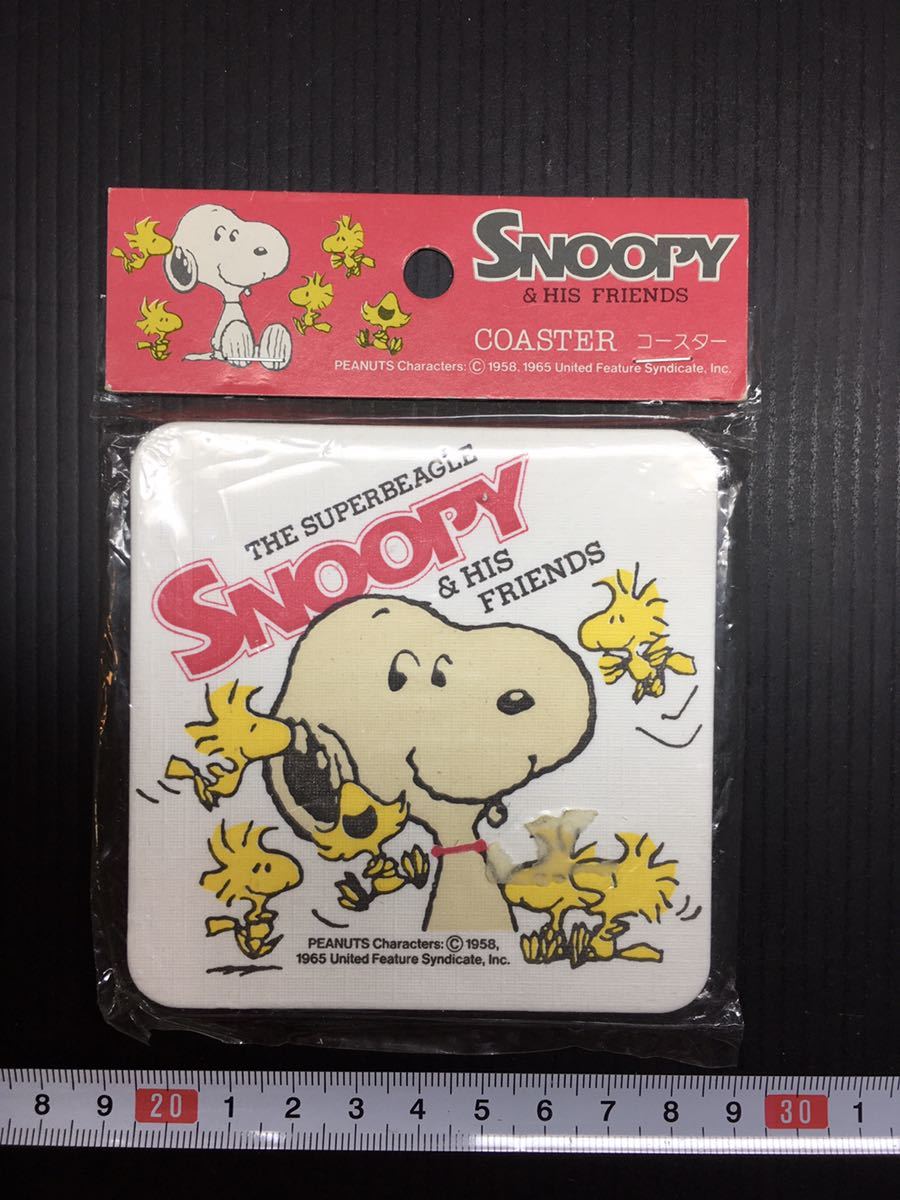 SNOOPY
& HIS FRIENDS
COASTER コースター
PEANUTS Characters: © 1958, 1965 United Feature Syndicate, Inc.
THE SUPERBEAGLE
SNOOPY
& HIS
FRIENDS
PEANUTS Characters: © 1958,
1965 United Feature Syndicate, Inc.
8 9 20 1 2 3 4 5 6 7 8 9 30 1